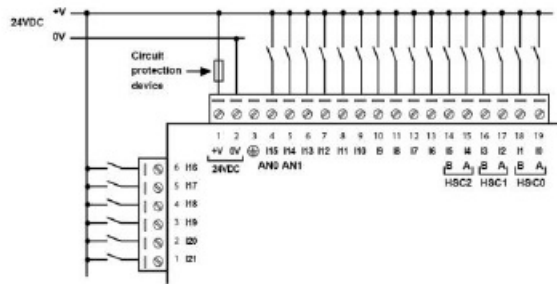 +V
24VDC
0V
Circuit
protection
device
1 2 3 4 5 6 7 8 9 10 11 12 13 14 15 16 17 18 19
+V 0V I15 I14 I13 I12 I11 I10 I9 I8 I7 I6 I5 I4 I3 I2 I1 I0
24VDC AN0 AN1 B A B A B A
HSC2 HSC1 HSC0
6 I16
5 I17
4 I18
3 I19
2 I20
1 I21